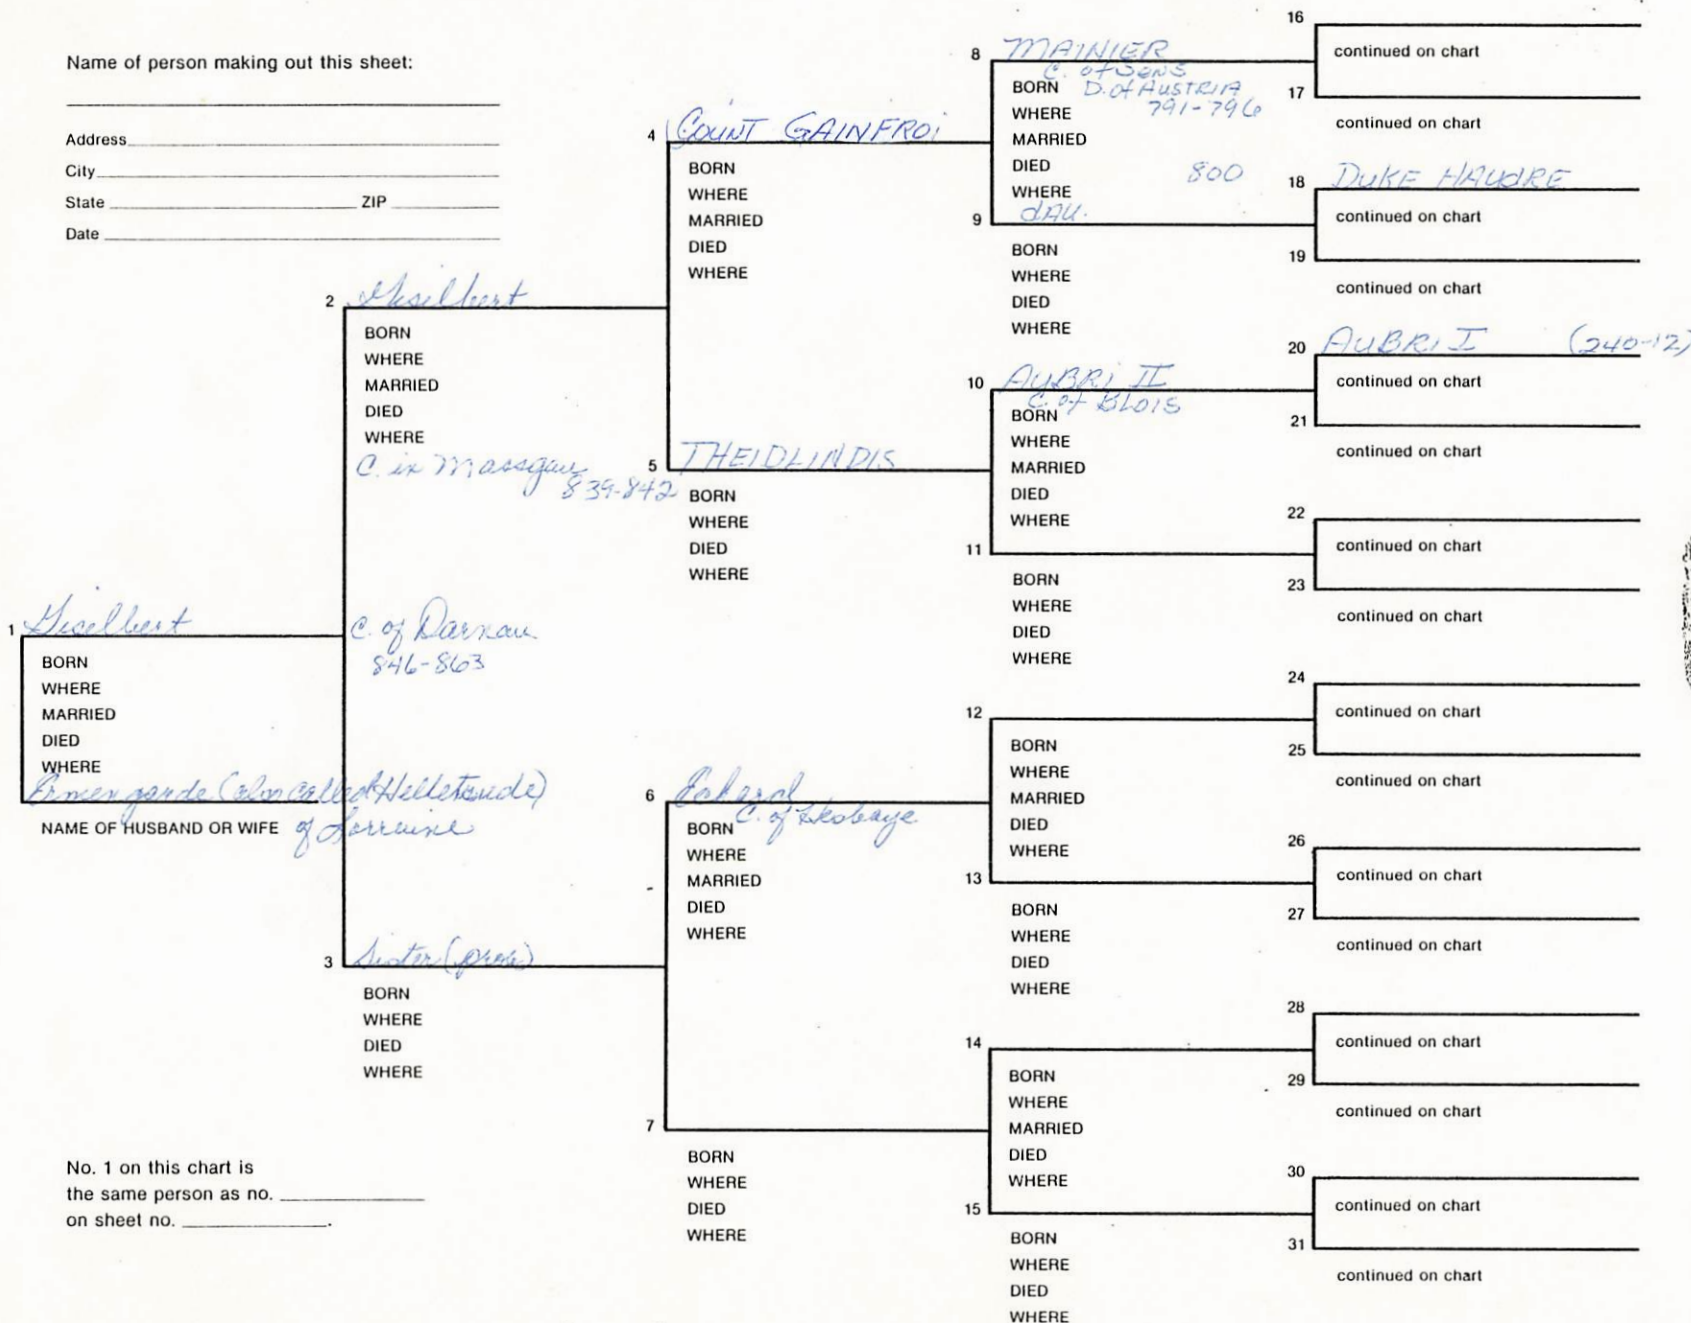 Name of person making out this sheet:
Address
City
State ZIP
Date
1 Giselbert
BORN
WHERE
MARRIED
DIED
WHERE
Ermengarde (also called Helletrude)
of Lorraine
NAME OF HUSBAND OR WIFE
No. 1 on this chart is
the same person as no.
on sheet no. .
2 Giselbert
BORN
WHERE
MARRIED
DIED
WHERE
C. in Massgau
839-842
C. of Darnau
846-863
3 Sister (prob)
BORN
WHERE
DIED
WHERE
4 COUNT GAINFROI
BORN
WHERE
MARRIED
DIED
WHERE
5 THEIDLINDIS
BORN
WHERE
DIED
WHERE
6
C. of
BORN
WHERE
MARRIED
DIED
WHERE
7
BORN
WHERE
DIED
WHERE
8 MAINIER
C. of SENS
BORN D. of AUSTRIA
WHERE 791-796
MARRIED
DIED 800
WHERE
9 dau.
BORN
WHERE
DIED
WHERE
10 AUBRI II
C. of BLOIS
BORN
WHERE
MARRIED
DIED
WHERE
11
BORN
WHERE
DIED
WHERE
12
BORN
WHERE
MARRIED
DIED
WHERE
13
BORN
WHERE
DIED
WHERE
14
BORN
WHERE
MARRIED
DIED
WHERE
15
BORN
WHERE
DIED
WHERE
16
continued on chart
17
continued on chart
18 DUKE HAUDRE
continued on chart
19
continued on chart
20 AUBRI I (240-12)
continued on chart
21
continued on chart
22
continued on chart
23
continued on chart
24
continued on chart
25
continued on chart
26
continued on chart
27
continued on chart
28
continued on chart
29
continued on chart
30
continued on chart
31
continued on chart